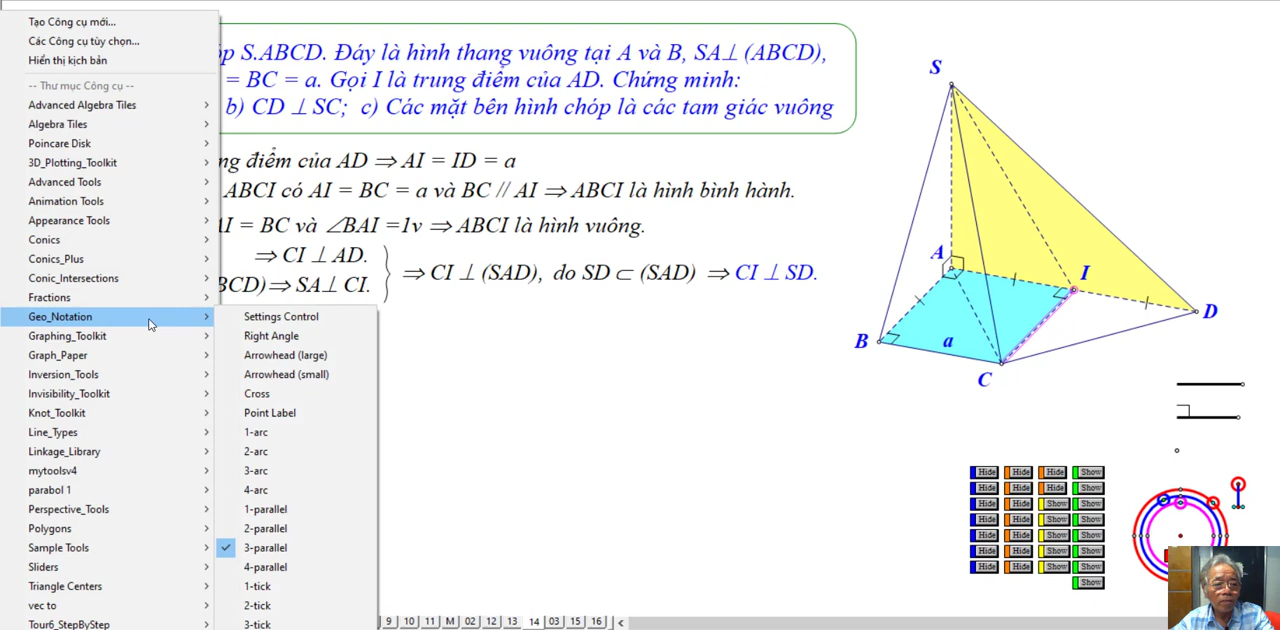 Tạo Công cụ mới...
Các Công cụ tùy chọn...
Hiển thị kịch bản
-- Thư mục Công cụ --
Advanced Algebra Tiles
Algebra Tiles
Poincare Disk
3D_Plotting_Toolkit
Advanced Tools
Animation Tools
Appearance Tools
Conics
Conics_Plus
Conic_Intersections
Fractions
Geo_Notation
Graphing_Toolkit
Graph_Paper
Inversion_Tools
Invisibility_Toolkit
Knot_Toolkit
Line_Types
Linkage_Library
mytoolsv4
parabol 1
Perspective_Tools
Polygons
Sample Tools
Sliders
Triangle Centers
vec to
Tour6_StepByStep
Settings Control
Right Angle
Arrowhead (large)
Arrowhead (small)
Cross
Point Label
1-arc
2-arc
3-arc
4-arc
1-parallel
2-parallel
3-parallel
4-parallel
1-tick
2-tick
3-tick
óp S.ABCD. Đáy là hình thang vuông tại A và B, SA⊥ (ABCD),
= BC = a. Gọi I là trung điểm của AD. Chứng minh:
b) CD ⊥ SC; c) Các mặt bên hình chóp là các tam giác vuông
ng điểm của AD ⇒ AI = ID = a
ABCI có AI = BC = a và BC // AI ⇒ ABCI là hình bình hành.
AI = BC và ∠BAI =1v ⇒ ABCI là hình vuông.
⇒ CI ⊥ AD.
BCD)⇒ SA⊥ CI.
⇒ CI ⊥ (SAD), do SD ⊂ (SAD) ⇒ CI ⊥ SD.
S
A
I
D
B
a
C
Hide Hide Hide Show
Hide Hide Hide Show
Hide Hide Show Show
Hide Hide Show Show
Hide Hide Show Show
Hide Hide Show Show
Hide Hide Show Show
Show
9 10 11 M 02 12 13 14 03 15 16